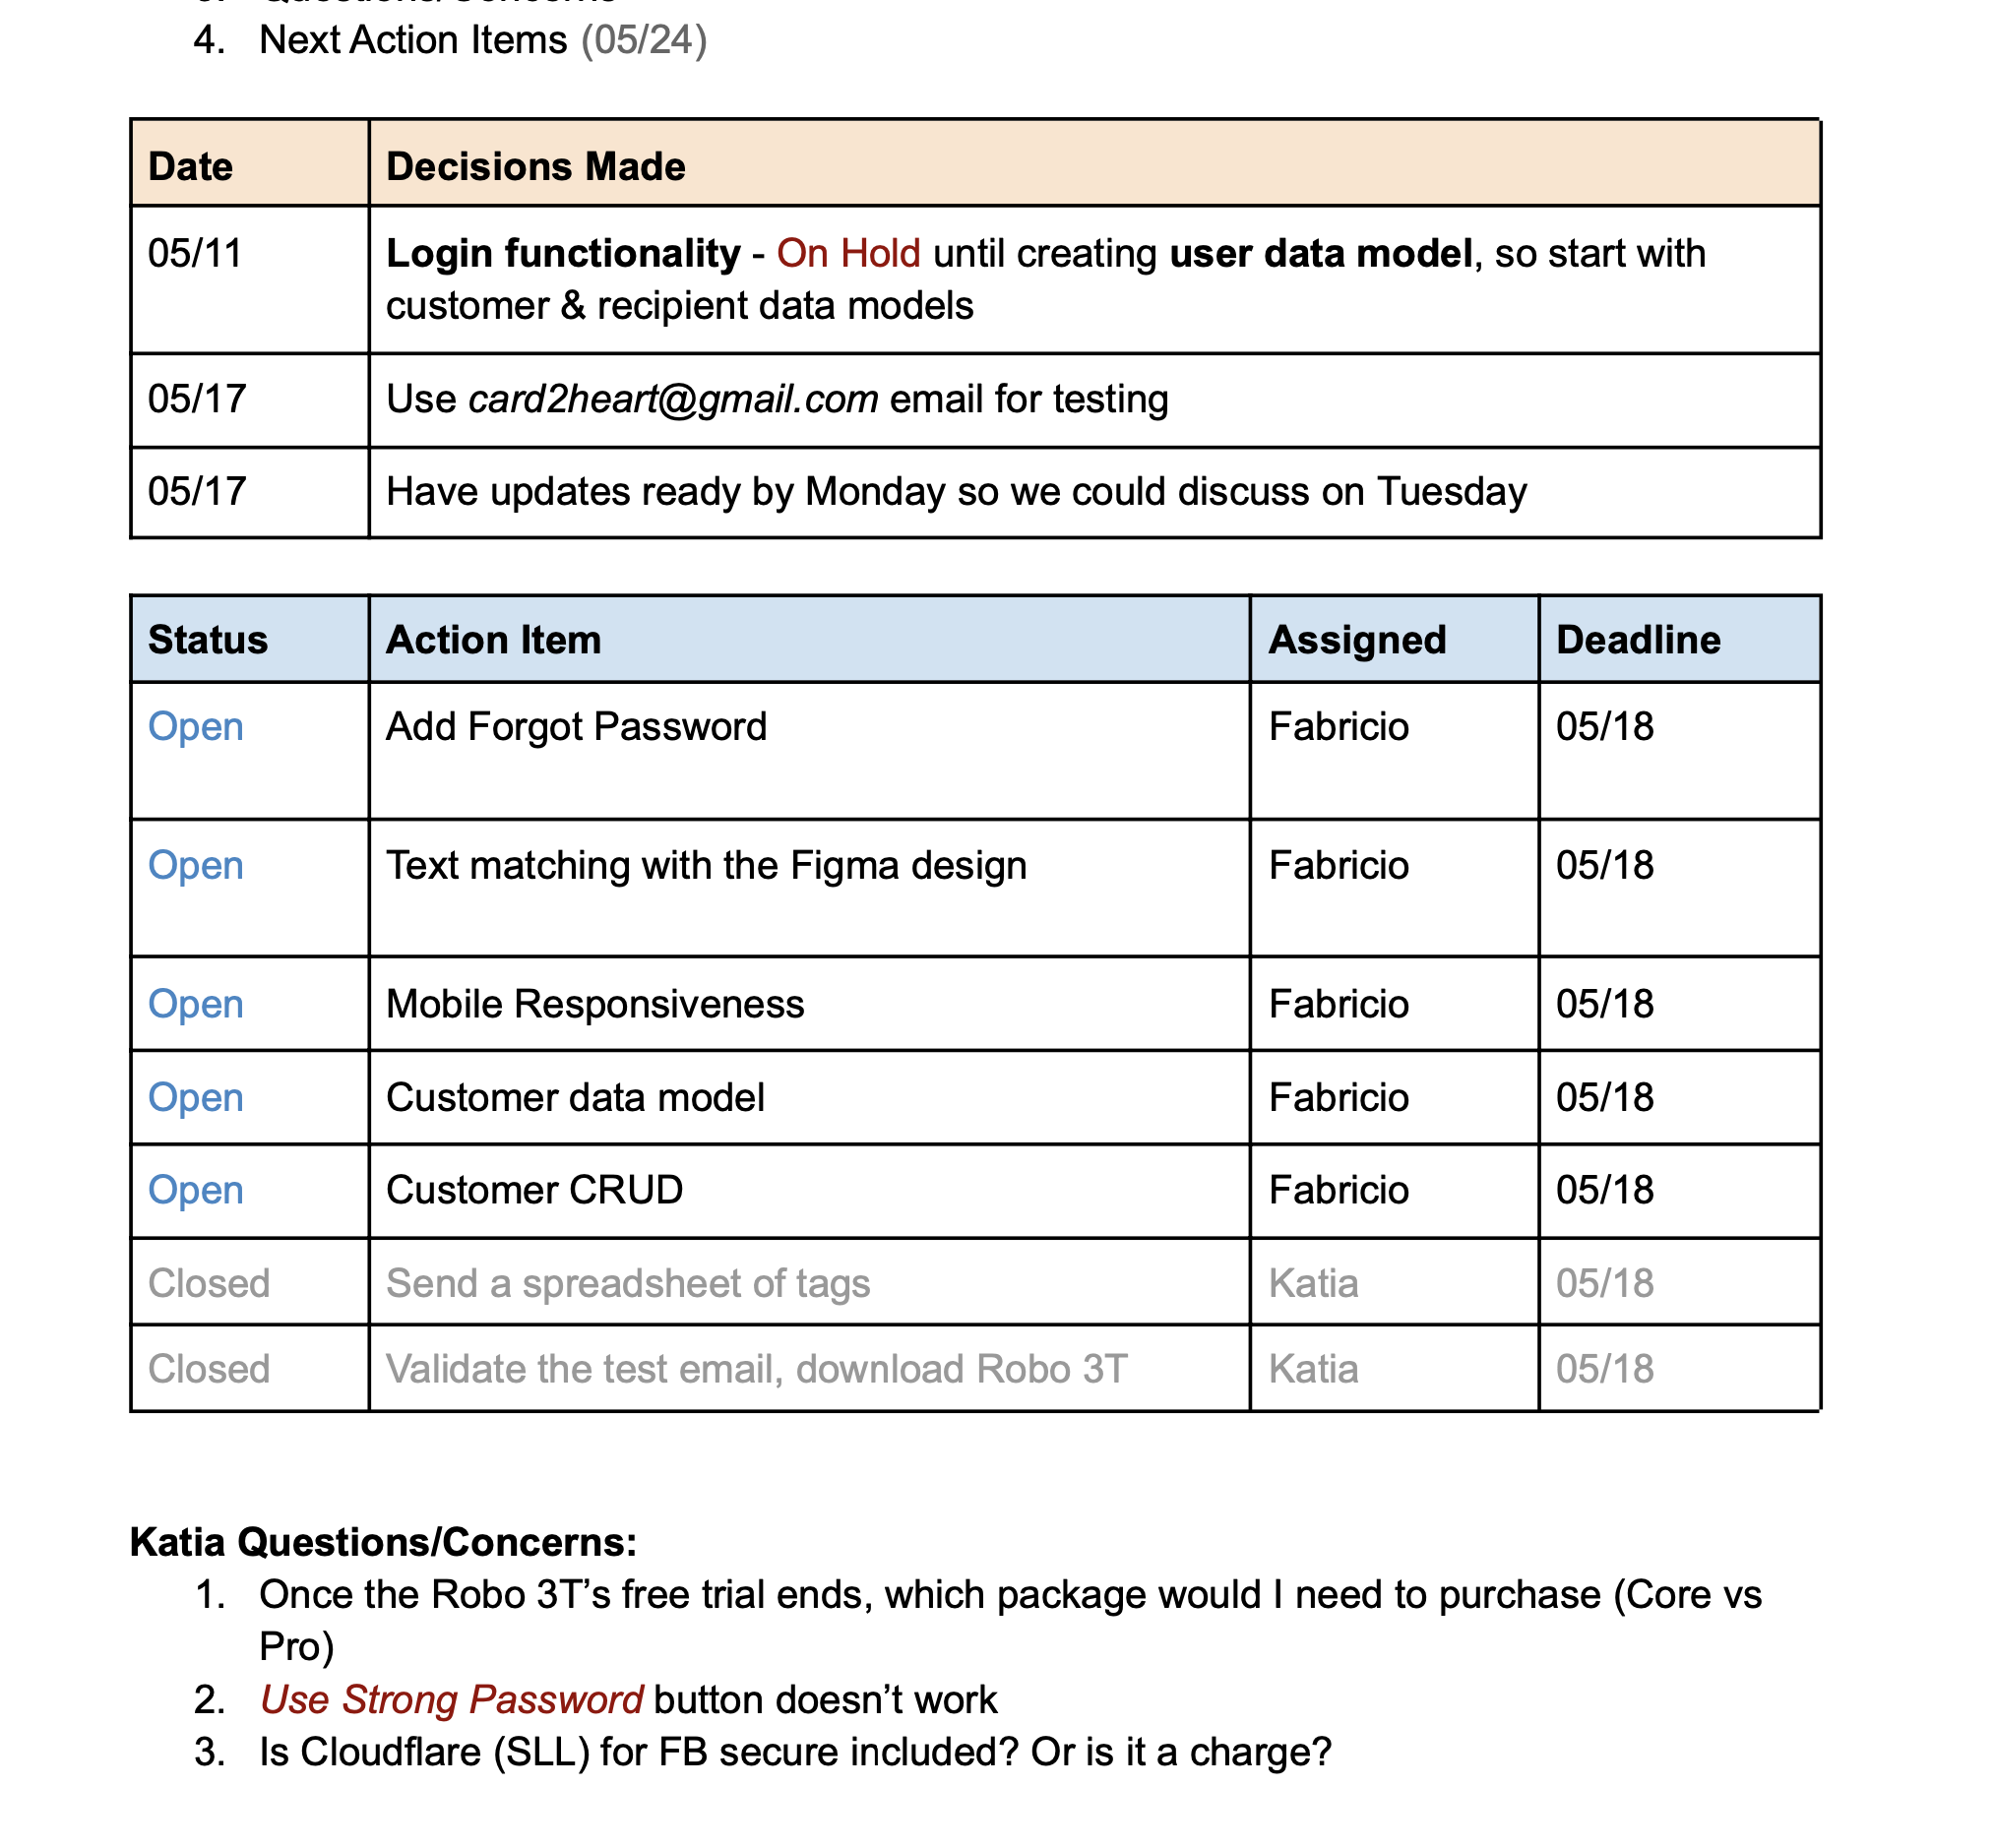 4. Next Action Items (05/24)
Date Decisions Made
05/11 Login functionality - On Hold until creating user data model, so start with
customer & recipient data models
05/17 Use card2heart@gmail.com email for testing
05/17 Have updates ready by Monday so we could discuss on Tuesday
Status Action Item Assigned Deadline
Open Add Forgot Password Fabricio 05/18
Open Text matching with the Figma design Fabricio 05/18
Open Mobile Responsiveness Fabricio 05/18
Open Customer data model Fabricio 05/18
Open Customer CRUD Fabricio 05/18
Closed Send a spreadsheet of tags Katia 05/18
Closed Validate the test email, download Robo 3T Katia 05/18
Katia Questions/Concerns:
1. Once the Robo 3T’s free trial ends, which package would I need to purchase (Core vs
Pro)
2. Use Strong Password button doesn’t work
3. Is Cloudflare (SLL) for FB secure included? Or is it a charge?